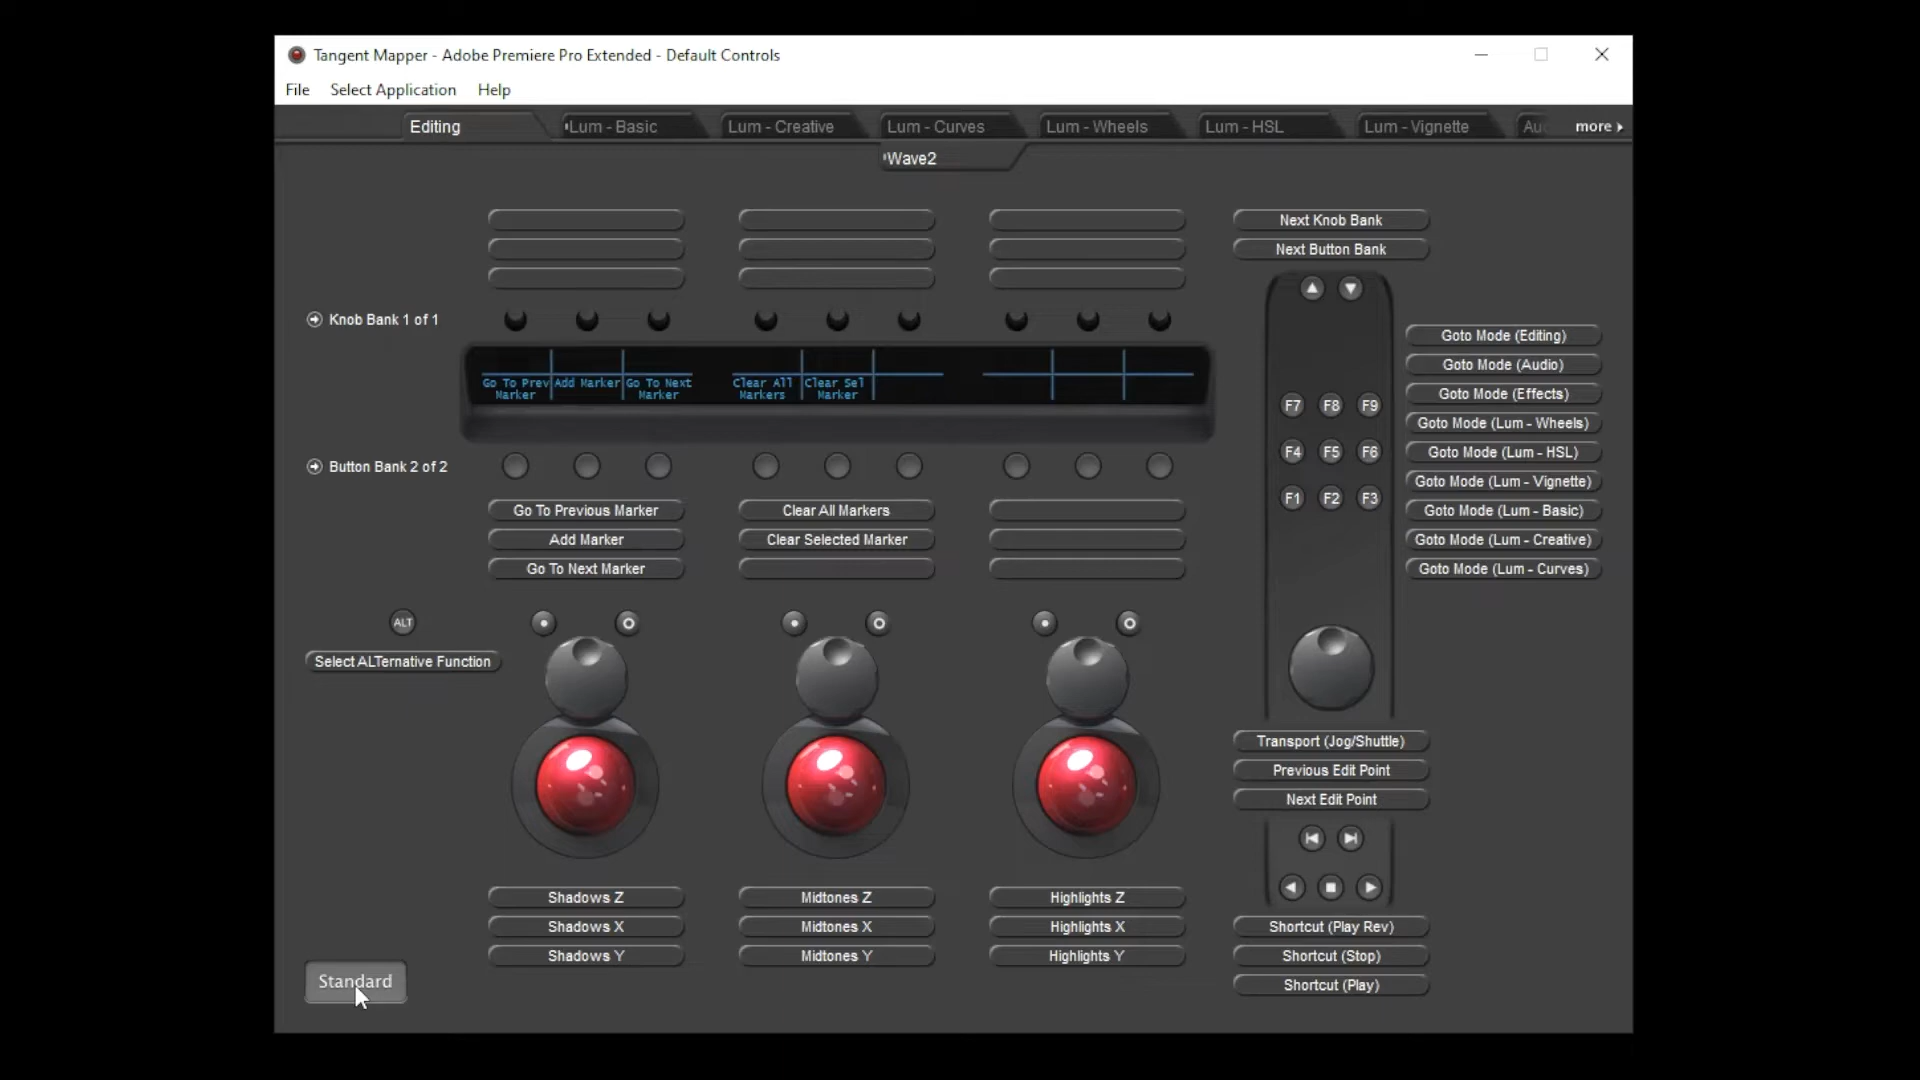 Tangent Mapper - Adobe Premiere Pro Extended - Default Controls
File Select Application Help
Editing Lum - Basic Lum - Creative Lum - Curves Lum - Wheels Lum - HSL Lum - Vignette more
Wave2
Next Knob Bank
Next Button Bank
Knob Bank 1 of 1
Go To Prev Marker
Add Marker
Go To Next Marker
Clear All Markers
Clear Sel Marker
Button Bank 2 of 2
Go To Previous Marker
Add Marker
Go To Next Marker
Clear All Markers
Clear Selected Marker
F7 F8 F9
F4 F5 F6
F1 F2 F3
Goto Mode (Editing)
Goto Mode (Audio)
Goto Mode (Effects)
Goto Mode (Lum - Wheels)
Goto Mode (Lum - HSL)
Goto Mode (Lum - Vignette)
Goto Mode (Lum - Basic)
Goto Mode (Lum - Creative)
Goto Mode (Lum - Curves)
ALT
Select ALTernative Function
Transport (Jog/Shuttle)
Previous Edit Point
Next Edit Point
Shadows Z
Shadows X
Shadows Y
Midtones Z
Midtones X
Midtones Y
Highlights Z
Highlights X
Highlights Y
Shortcut (Play Rev)
Shortcut (Stop)
Shortcut (Play)
Standard